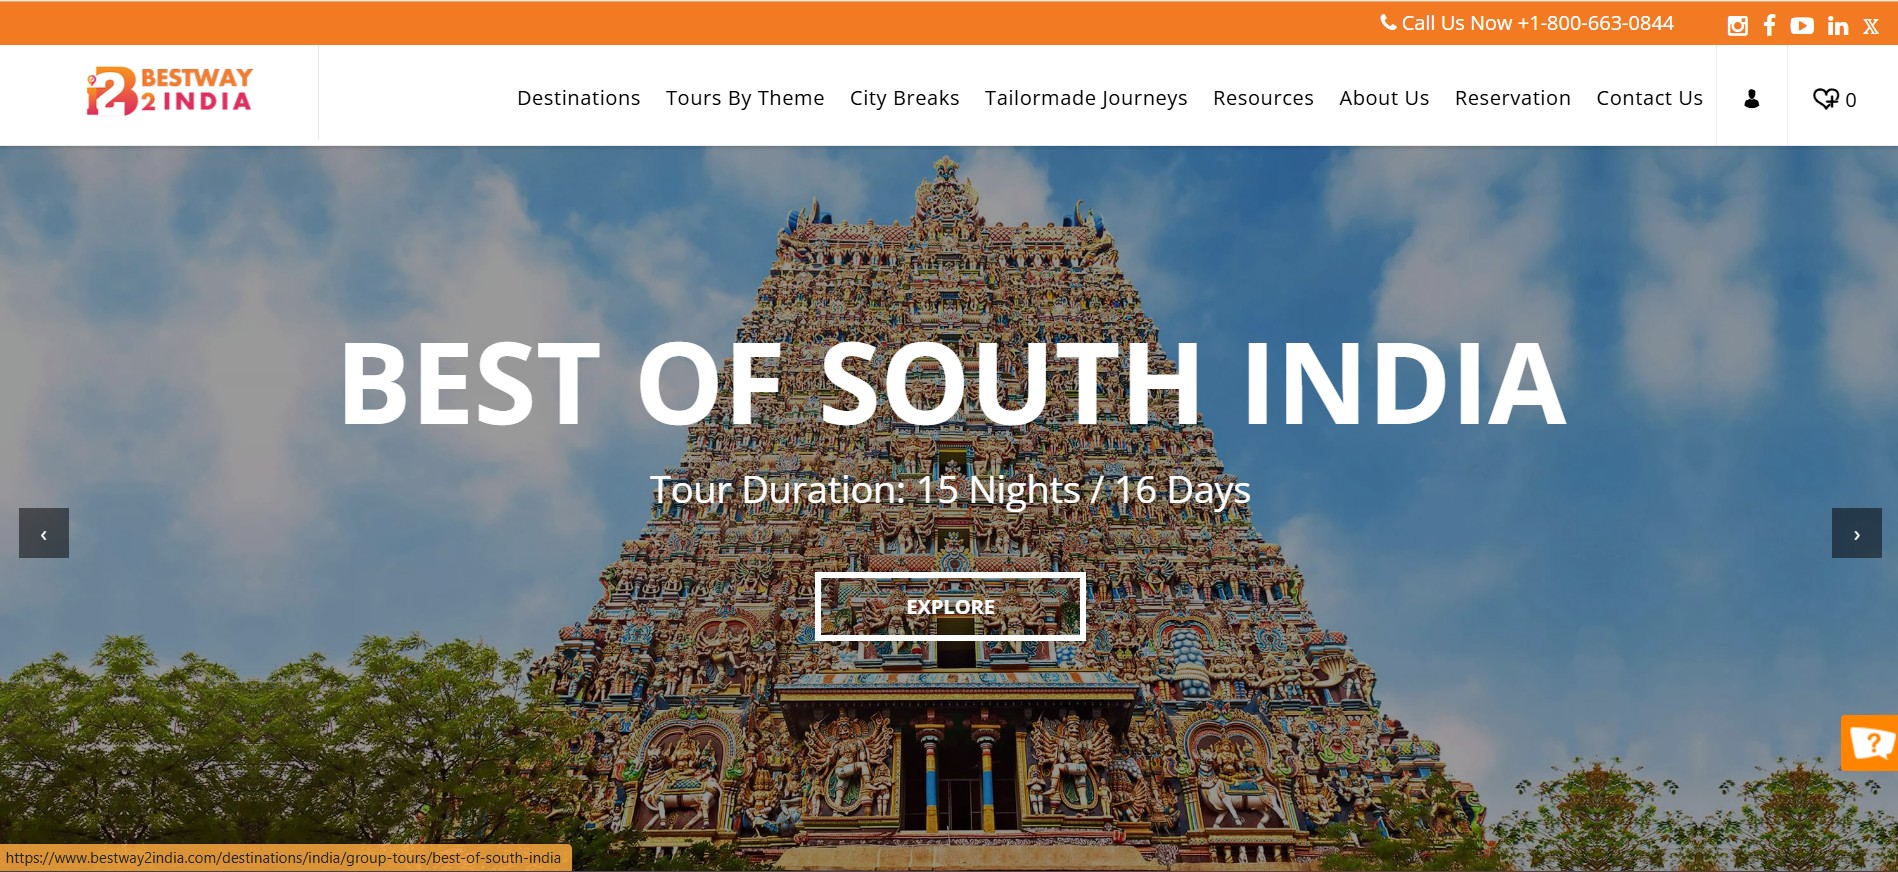 Call Us Now +1-800-663-0844
BESTWAY
2 INDIA
Destinations Tours By Theme City Breaks Tailormade Journeys Resources About Us Reservation Contact Us 0
BEST OF SOUTH INDIA
Tour Duration: 15 Nights / 16 Days
‹ ›
EXPLORE
?
https://www.bestway2india.com/destinations/india/group-tours/best-of-south-india